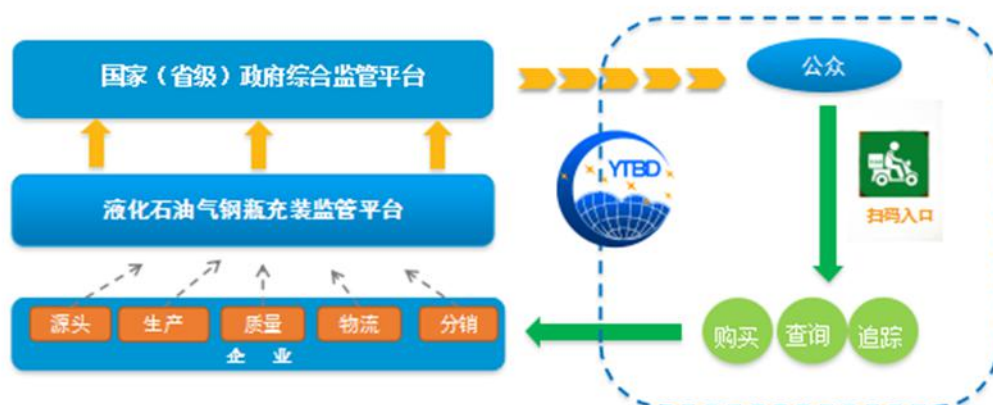 国家（省级）政府综合监管平台
公众
YTBD
液化石油气钢瓶充装监管平台
扫码入口
源头 生产 质量 物流 分销
企 业
购买 查询 追踪